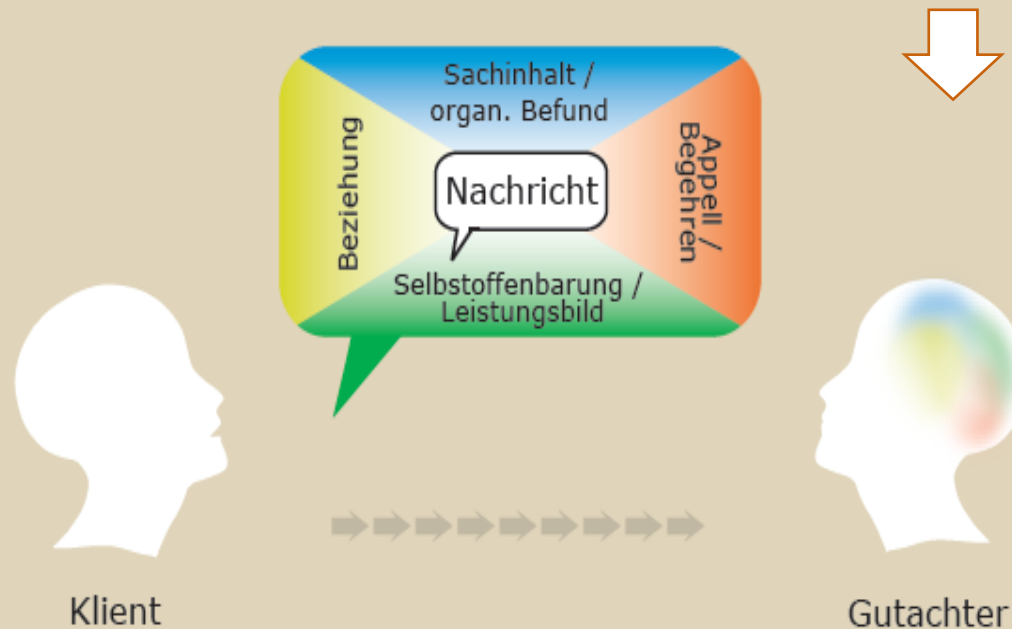 Sachinhalt /
organ. Befund
Beziehung
Nachricht
Appell /
Begehren
Selbstoffenbarung /
Leistungsbild
Klient
Gutachter